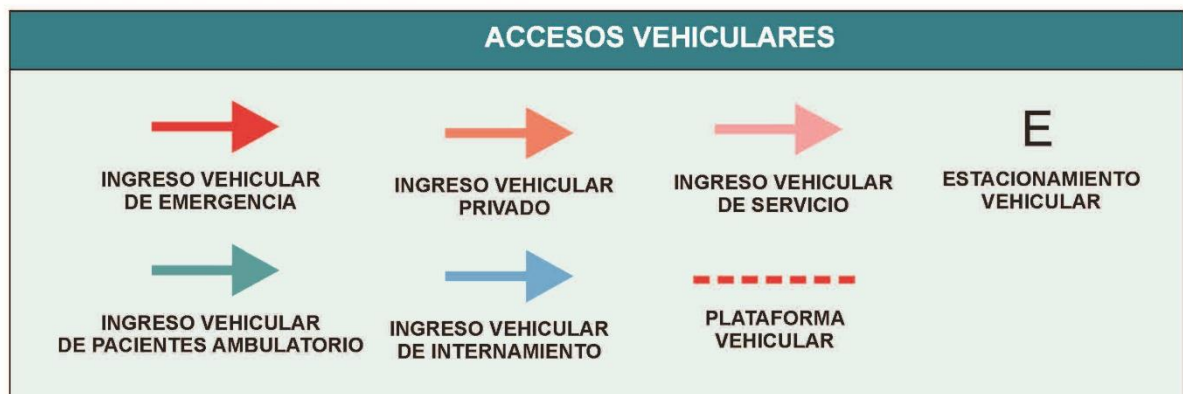 ACCESOS VEHICULARES
INGRESO VEHICULAR
DE EMERGENCIA
INGRESO VEHICULAR
PRIVADO
INGRESO VEHICULAR
DE SERVICIO
E
ESTACIONAMIENTO
VEHICULAR
INGRESO VEHICULAR
DE PACIENTES AMBULATORIO
INGRESO VEHICULAR
DE INTERNAMIENTO
PLATAFORMA
VEHICULAR